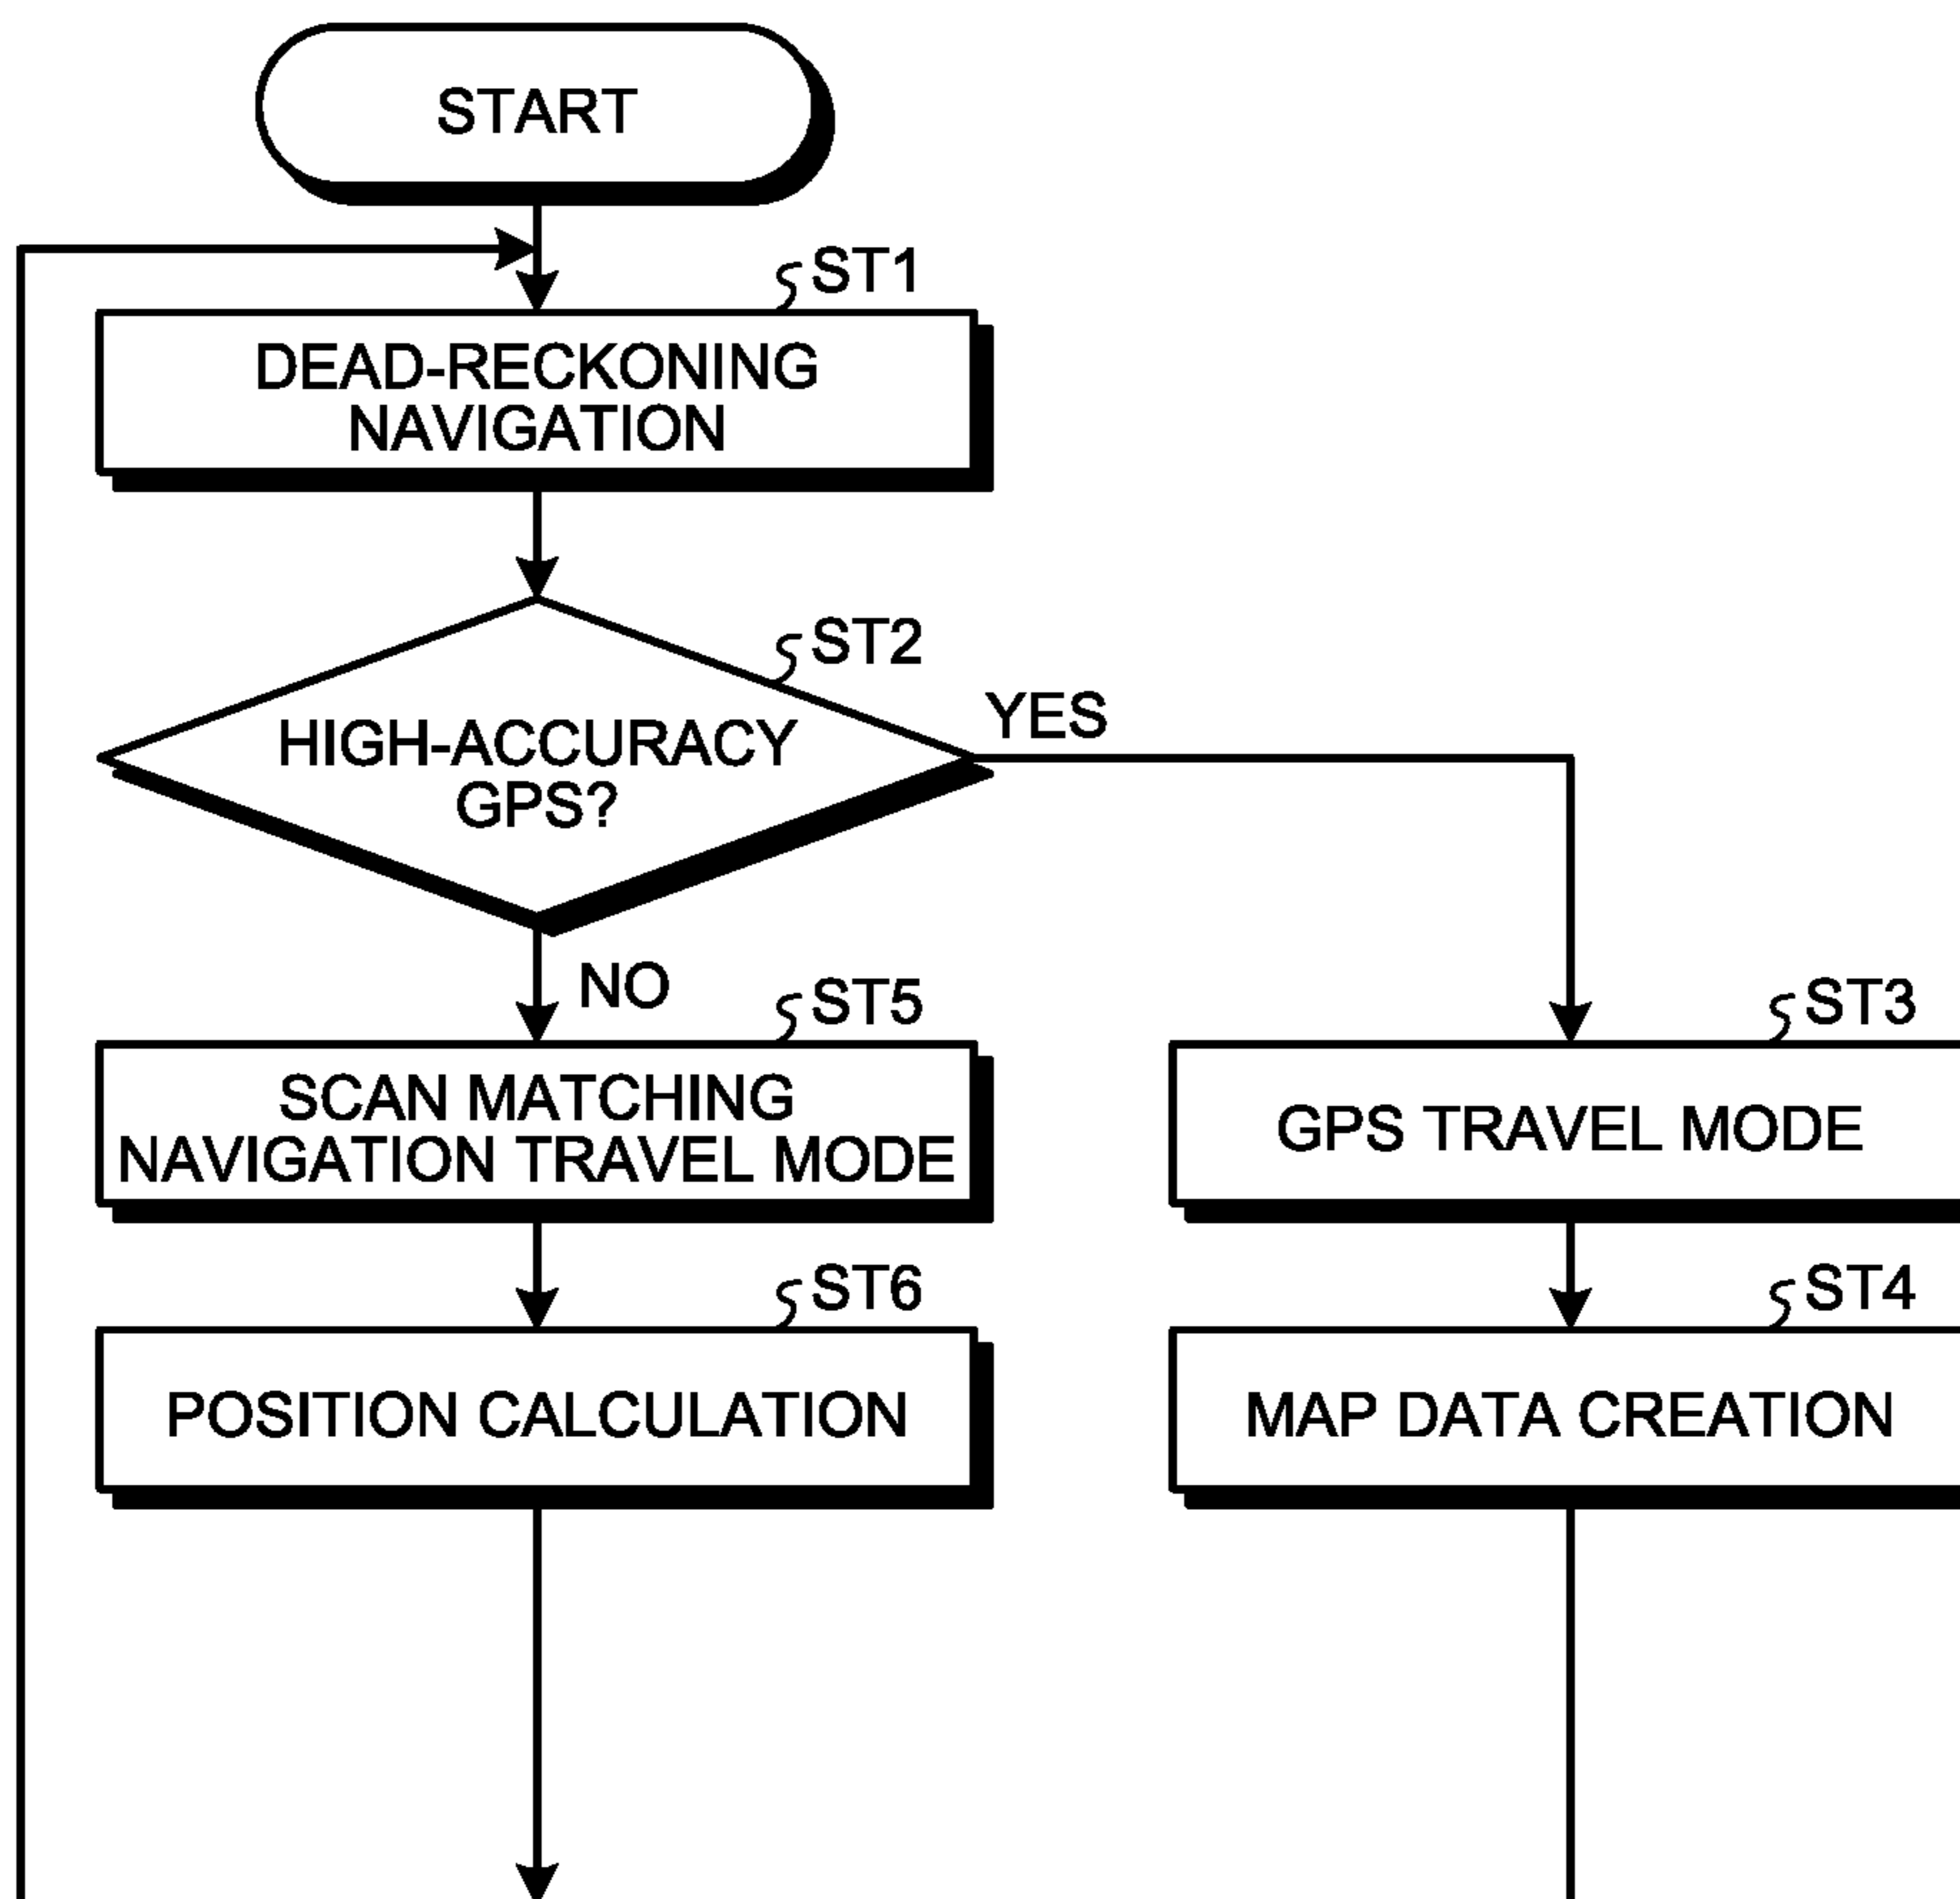 START
ST1
DEAD-RECKONING
NAVIGATION
ST2
HIGH-ACCURACY
GPS?
YES
NO
ST5
SCAN MATCHING
NAVIGATION TRAVEL MODE
ST3
GPS TRAVEL MODE
ST6
POSITION CALCULATION
ST4
MAP DATA CREATION